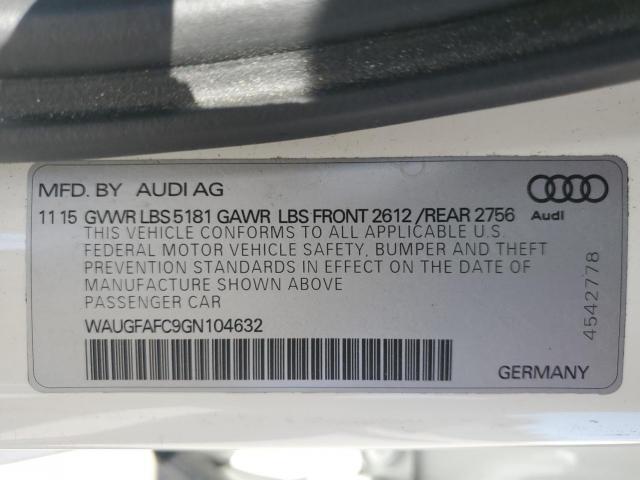 MFD. BY AUDI AG
11 15 GVWR LBS 5181 GAWR LBS FRONT 2612 /REAR 2756
Audi
THIS VEHICLE CONFORMS TO ALL APPLICABLE U.S.
FEDERAL MOTOR VEHICLE SAFETY, BUMPER AND THEFT
PREVENTION STANDARDS IN EFFECT ON THE DATE OF
MANUFACTURE SHOWN ABOVE
PASSENGER CAR
WAUGFAFC9GN104632
GERMANY
4542778